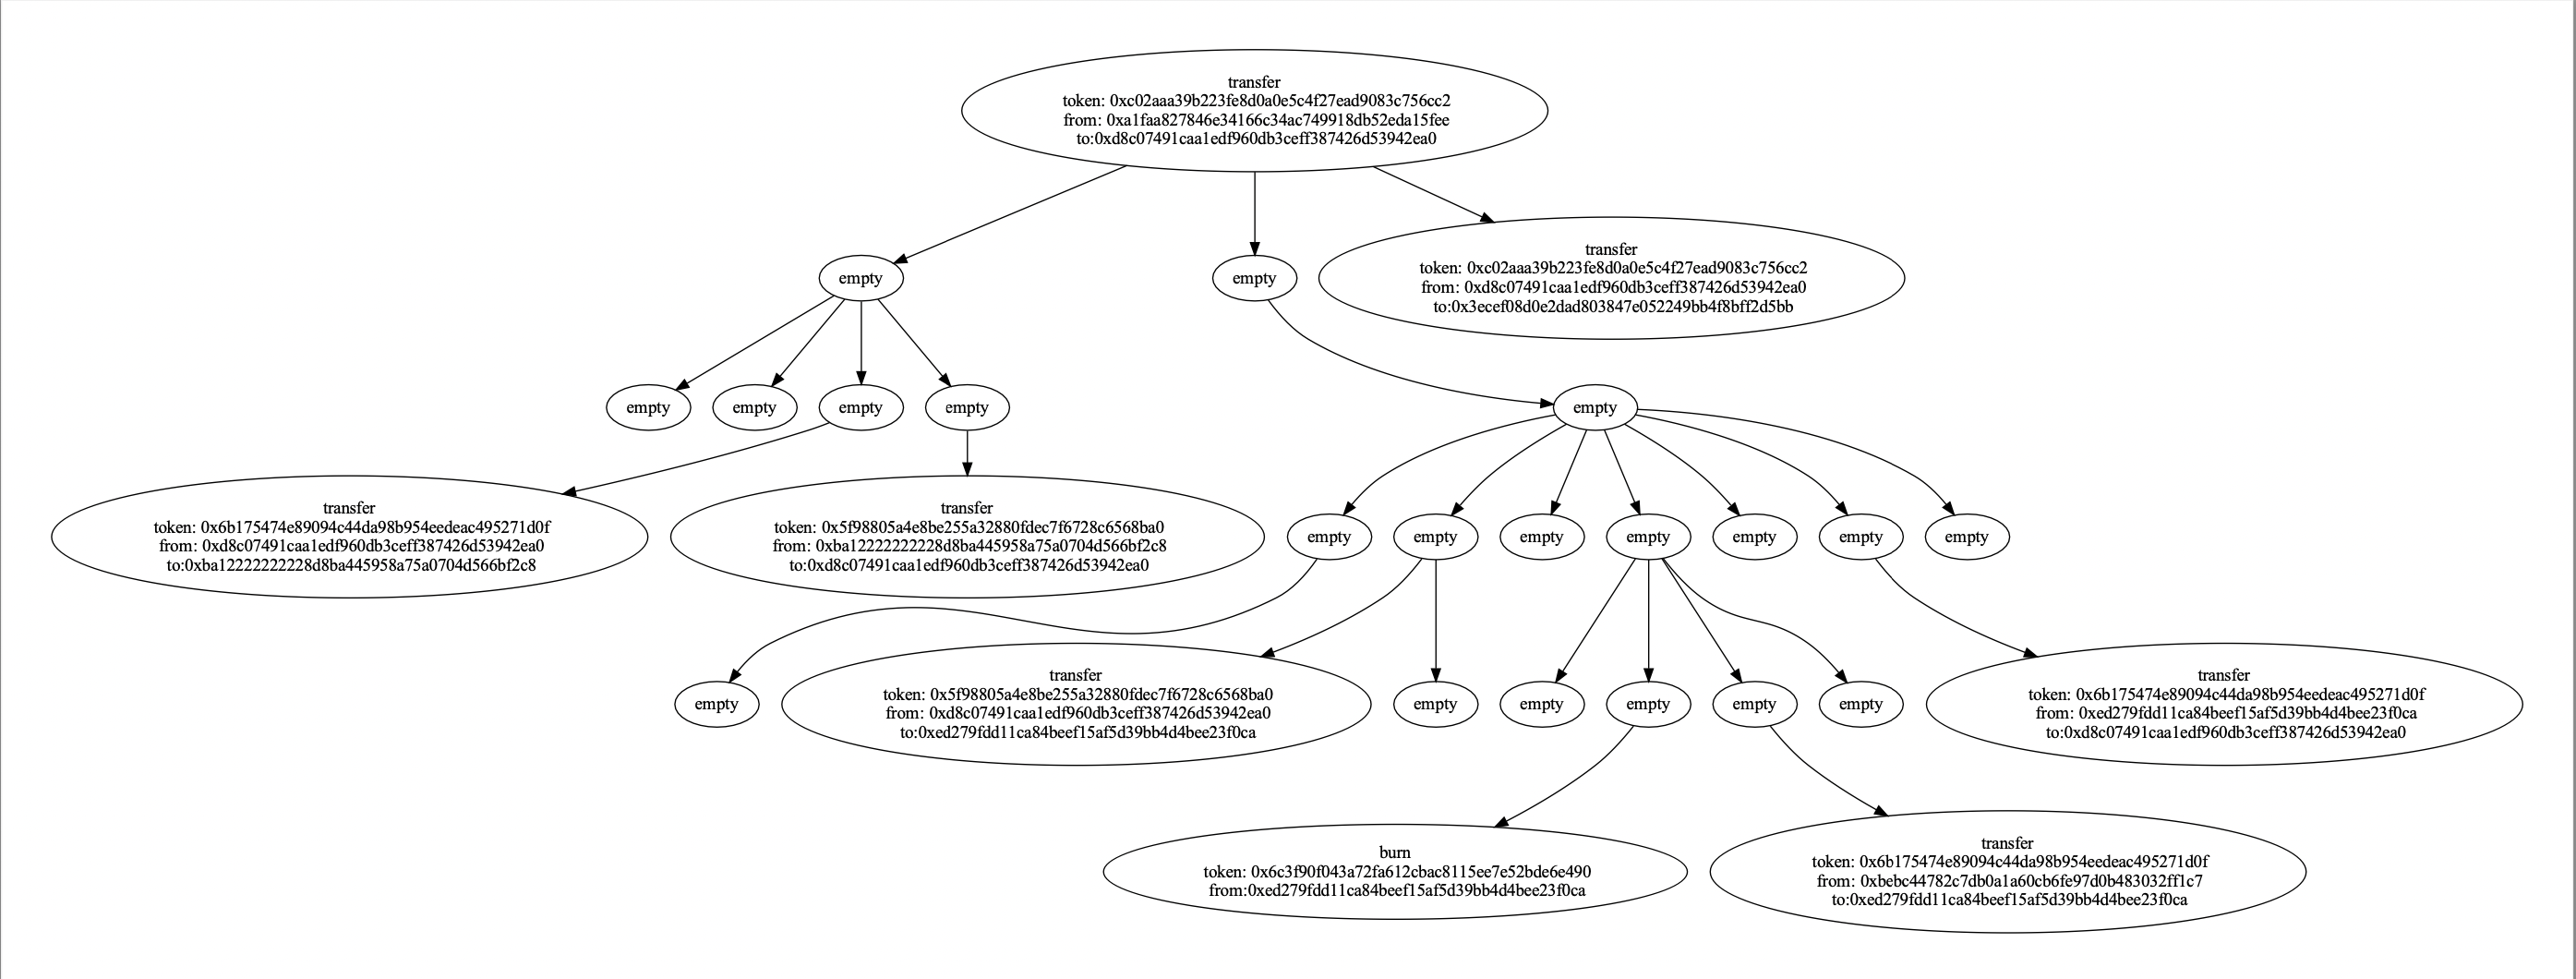 transfer
token: 0xc02aaa39b223fe8d0a0e5c4f27ead9083c756cc2
from: 0xa1faa827846e34166c34ac749918db52eda15fee
to:0xd8c07491caa1edf960db3ceff387426d53942ea0
empty
empty
transfer
token: 0xc02aaa39b223fe8d0a0e5c4f27ead9083c756cc2
from: 0xd8c07491caa1edf960db3ceff387426d53942ea0
to:0x3ecef08d0e2dad803847e052249bb4f8bff2d5bb
empty
empty
empty
empty
empty
transfer
token: 0x6b175474e89094c44da98b954eedeac495271d0f
from: 0xd8c07491caa1edf960db3ceff387426d53942ea0
to:0xba12222222228d8ba445958a75a0704d566bf2c8
transfer
token: 0x5f98805a4e8be255a32880fdec7f6728c6568ba0
from: 0xba12222222228d8ba445958a75a0704d566bf2c8
to:0xd8c07491caa1edf960db3ceff387426d53942ea0
empty
empty
empty
empty
empty
empty
empty
empty
transfer
token: 0x5f98805a4e8be255a32880fdec7f6728c6568ba0
from: 0xd8c07491caa1edf960db3ceff387426d53942ea0
to:0xed279fdd11ca84beef15af5d39bb4d4bee23f0ca
empty
empty
empty
empty
empty
transfer
token: 0x6b175474e89094c44da98b954eedeac495271d0f
from: 0xed279fdd11ca84beef15af5d39bb4d4bee23f0ca
to:0xd8c07491caa1edf960db3ceff387426d53942ea0
burn
token: 0x6c3f90f043a72fa612cbac8115ee7e52bde6e490
from:0xed279fdd11ca84beef15af5d39bb4d4bee23f0ca
transfer
token: 0x6b175474e89094c44da98b954eedeac495271d0f
from: 0xbebc44782c7db0a1a60cb6fe97d0b483032ff1c7
to:0xed279fdd11ca84beef15af5d39bb4d4bee23f0ca